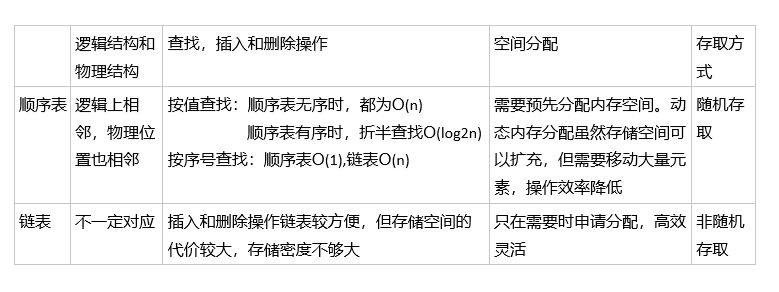 逻辑结构和
物理结构
查找，插入和删除操作
空间分配
存取方
式
顺序表
逻辑上相
邻，物理位
置也相邻
按值查找：顺序表无序时，都为O(n)
顺序表有序时，折半查找O(log2n)
按序号查找：顺序表O(1),链表O(n)
需要预先分配内存空间。动
态内存分配虽然存储空间可
以扩充，但需要移动大量元
素，操作效率降低
随机存
取
链表
不一定对应
插入和删除操作链表较方便，但存储空间的
代价较大，存储密度不够大
只在需要时申请分配，高效
灵活
非随机
存取